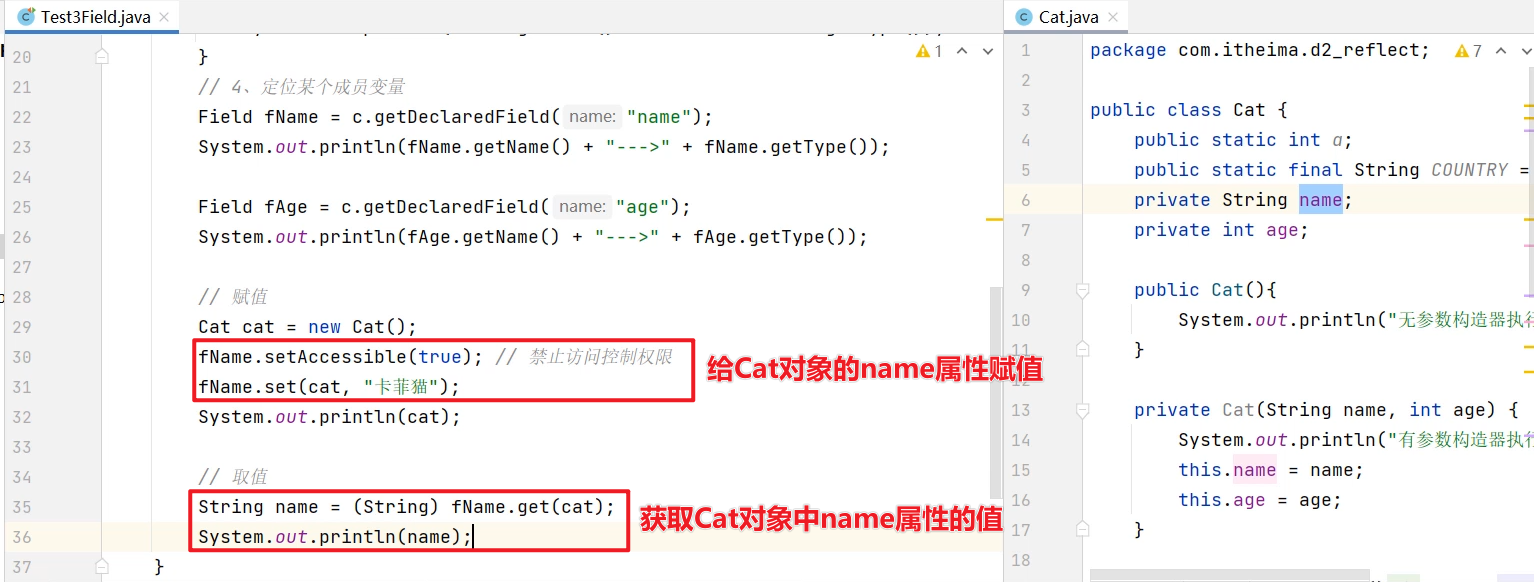 Test3Field.java
20 }
21 // 4、定位某个成员变量
22 Field fName = c.getDeclaredField( name: "name");
23 System.out.println(fName.getName() + "--->" + fName.getType());
24
25 Field fAge = c.getDeclaredField( name: "age");
26 System.out.println(fAge.getName() + "--->" + fAge.getType());
27
28 // 赋值
29 Cat cat = new Cat();
30 fName.setAccessible(true); // 禁止访问控制权限
31 fName.set(cat, "卡菲猫");
给Cat对象的name属性赋值
32 System.out.println(cat);
33
34 // 取值
35 String name = (String) fName.get(cat);
36 System.out.println(name);
获取Cat对象中name属性的值
37 }
1
Cat.java
7
1 package com.itheima.d2_reflect;
2
3 public class Cat {
4 public static int a;
5 public static final String COUNTRY =
6 private String name;
7 private int age;
8
9 public Cat(){
10 System.out.println("无参数构造器执行
11 }
12
13 private Cat(String name, int age) {
14 System.out.println("有参数构造器执行
15 this.name = name;
16 this.age = age;
17 }
18